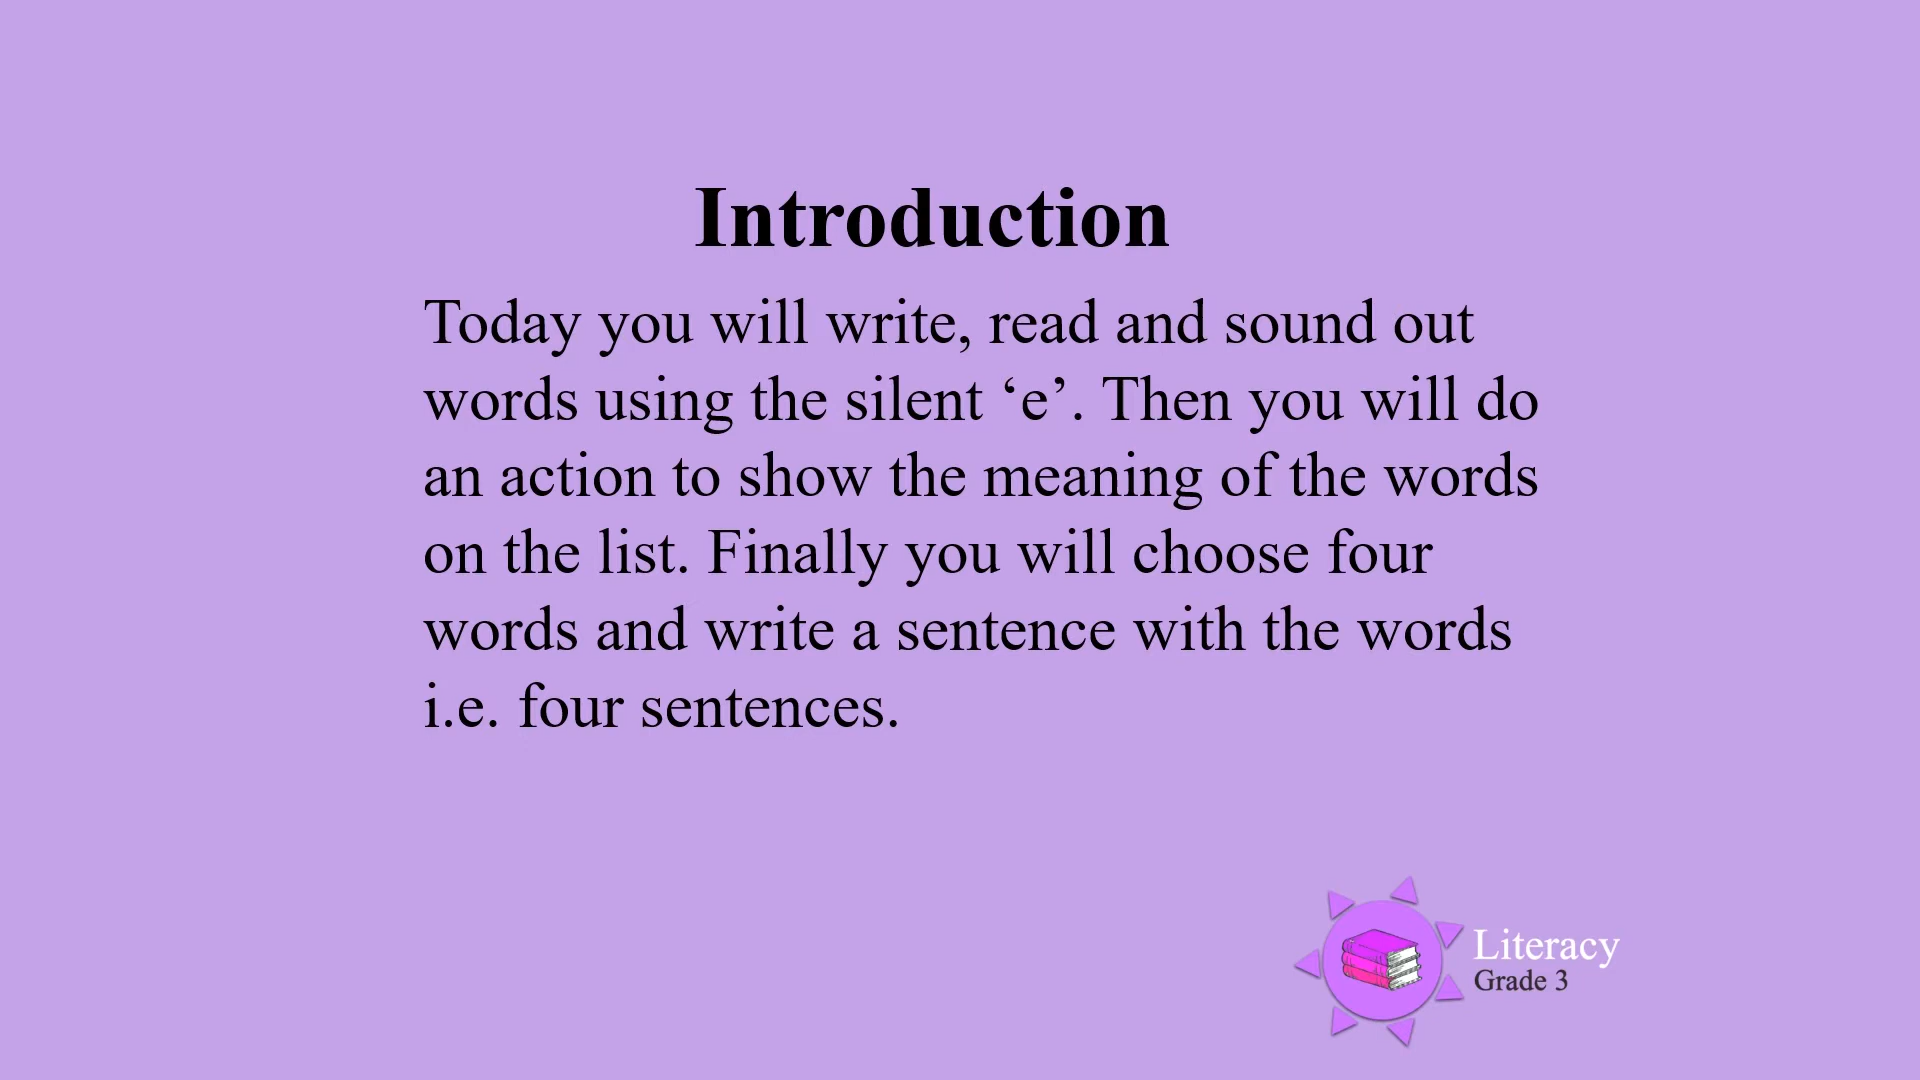 Introduction
Today you will write, read and sound out
words using the silent ‘e’. Then you will do
an action to show the meaning of the words
on the list. Finally you will choose four
words and write a sentence with the words
i.e. four sentences.
Literacy
Grade 3